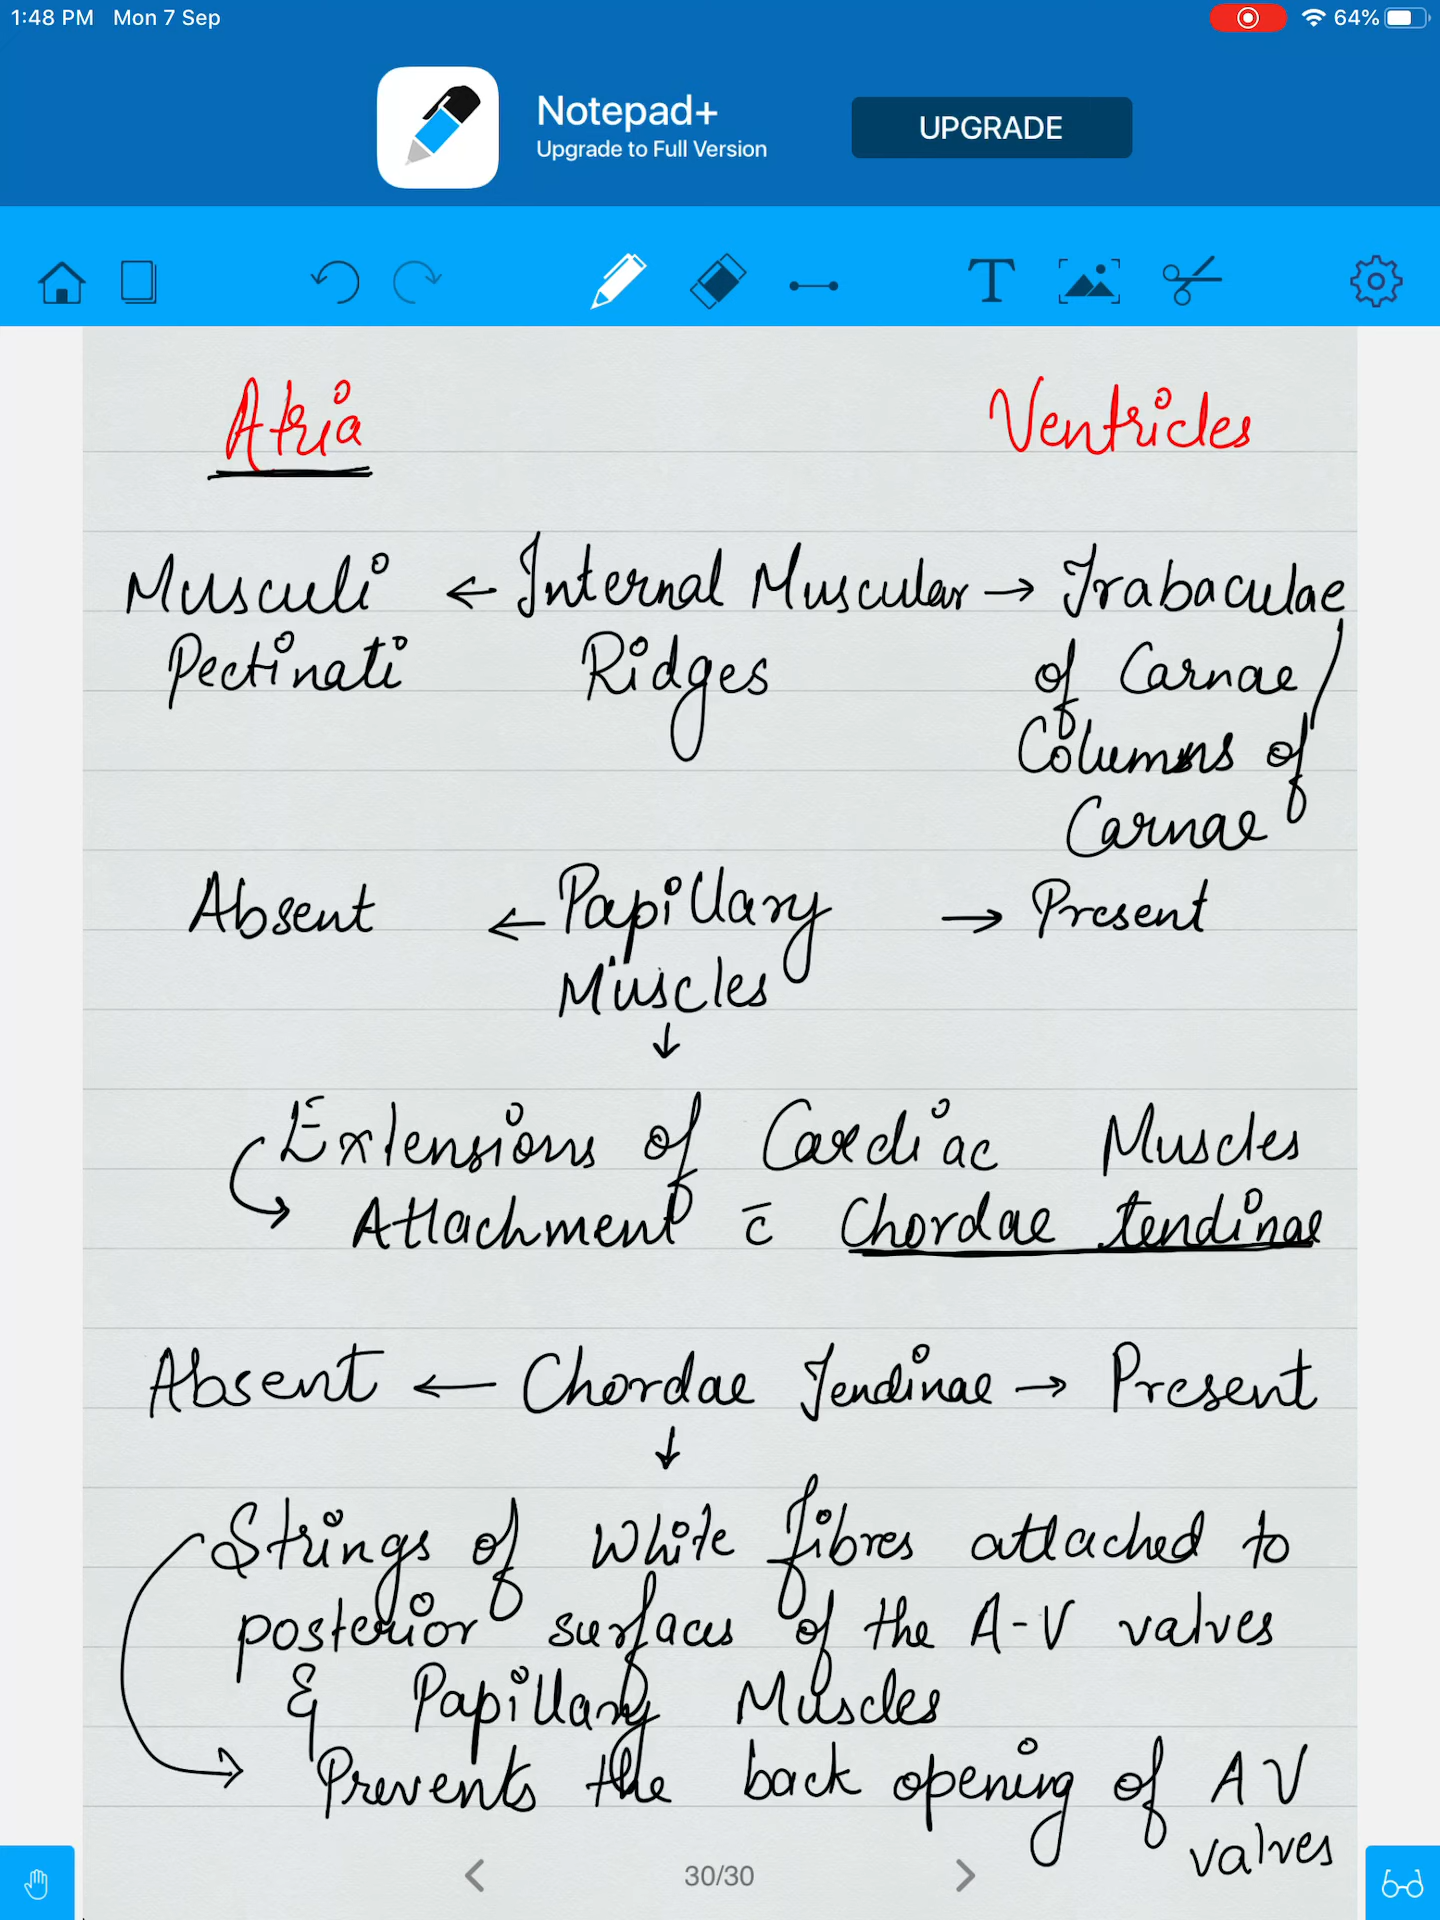 1:48 PM Mon 7 Sep 64%
Notepad+
Upgrade to Full Version
UPGRADE
T
Atria Ventricles
Musculi ← Internal Muscular → Trabaculae
Pectinati Ridges of Carnae /
Columns of
Carnae
Absent ← Papillary → Present
Muscles
↓
Extensions of Cardiac Muscles
→ Attachment c̄ Chordae tendinae
Absent ← Chordae Tendinae → Present
↓
Strings of White fibres attached to
posterior surfaces of the A-V valves
& Papillary Muscles
→ Prevents the back opening of AV
valves
30/30